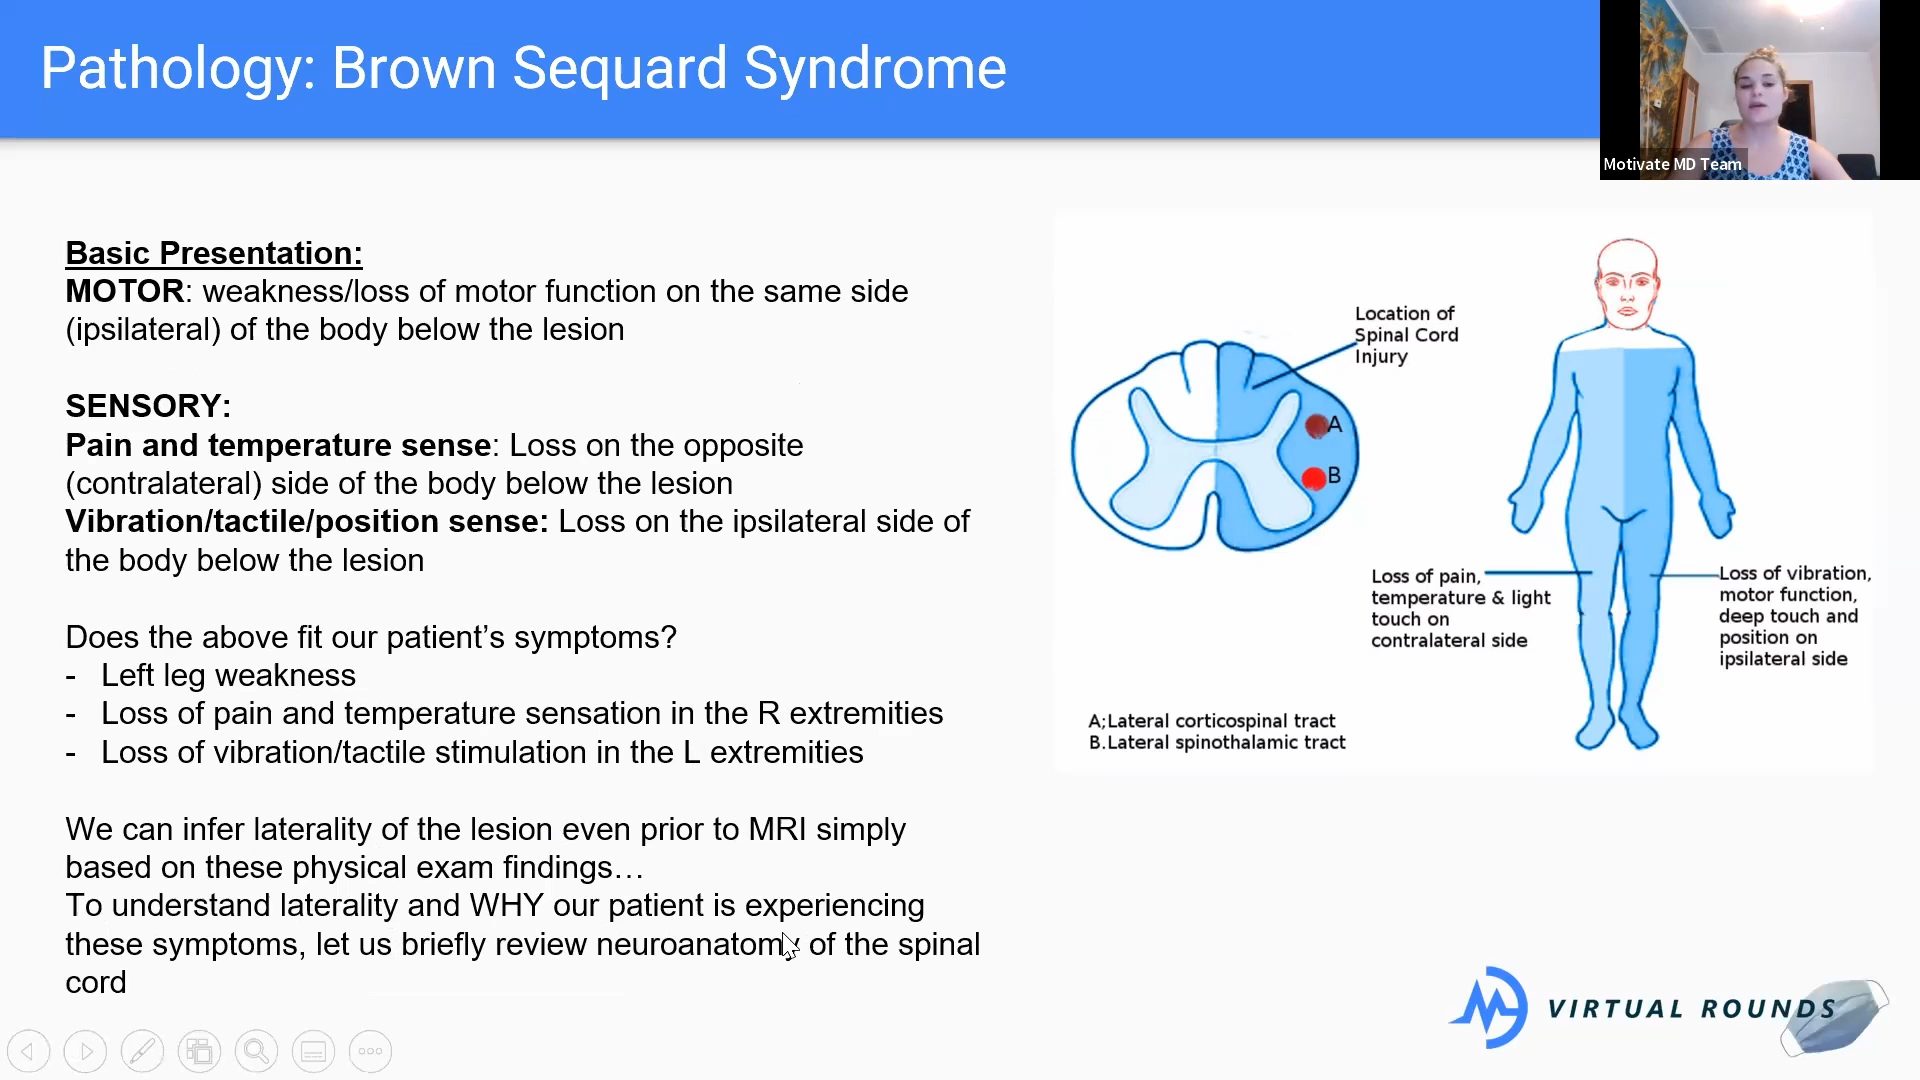 Pathology: Brown Sequard Syndrome
Motivate MD Team
Basic Presentation:
MOTOR: weakness/loss of motor function on the same side
(ipsilateral) of the body below the lesion
SENSORY:
Pain and temperature sense: Loss on the opposite
(contralateral) side of the body below the lesion
Vibration/tactile/position sense: Loss on the ipsilateral side of
the body below the lesion
Does the above fit our patient’s symptoms?
- Left leg weakness
- Loss of pain and temperature sensation in the R extremities
- Loss of vibration/tactile stimulation in the L extremities
We can infer laterality of the lesion even prior to MRI simply
based on these physical exam findings…
To understand laterality and WHY our patient is experiencing
these symptoms, let us briefly review neuroanatomy of the spinal
cord
Location of
Spinal Cord
Injury
A
B
Loss of pain,
temperature & light
touch on
contralateral side
Loss of vibration,
motor function,
deep touch and
position on
ipsilateral side
A;Lateral corticospinal tract
B.Lateral spinothalamic tract
VIRTUAL ROUNDS